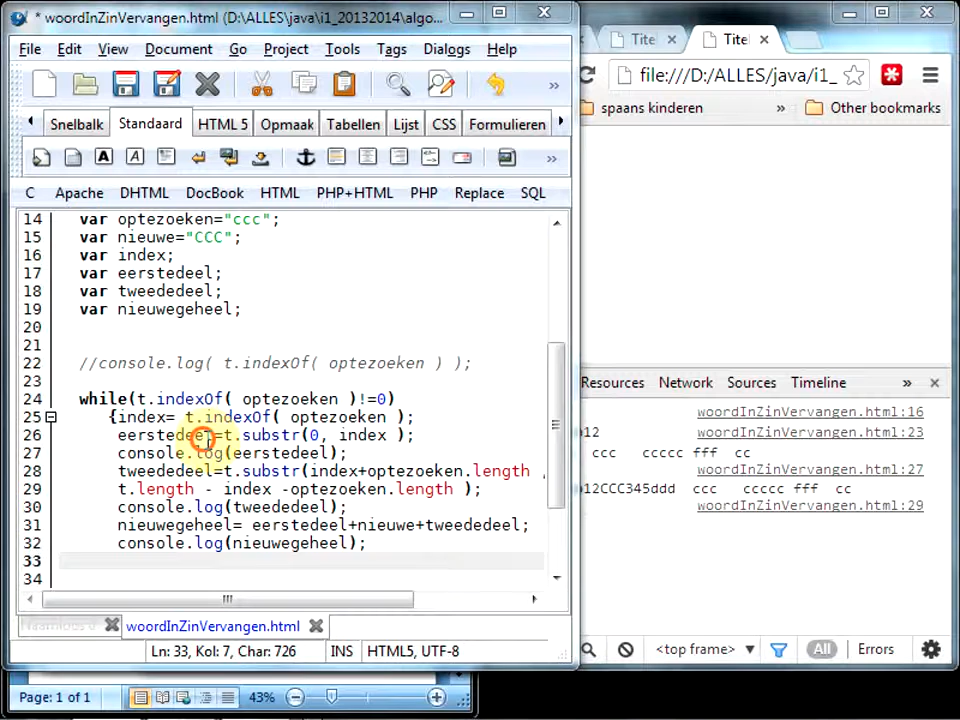 * woordInZinVervangen.html (D:\ALLES\java\i1_20132014\algo...
File Edit View Document Go Project Tools Tags Dialogs Help
Snelbalk Standaard HTML 5 Opmaak Tabellen Lijst CSS Formulieren
C Apache DHTML DocBook HTML PHP+HTML PHP Replace SQL
14 var optezoeken="ccc";
15 var nieuwe="CCC";
16 var index;
17 var eerstedeel;
18 var tweededeel;
19 var nieuwegeheel;
20
21
22 //console.log( t.indexOf( optezoeken ) );
23
24 while(t.indexOf( optezoeken )!=0)
25 {index= t.indexOf( optezoeken );
26 eerstedeel=t.substr(0, index );
27 console.log(eerstedeel);
28 tweededeel=t.substr(index+optezoeken.length ,
29 t.length - index -optezoeken.length );
30 console.log(tweededeel);
31 nieuwegeheel= eerstedeel+nieuwe+tweededeel;
32 console.log(nieuwegeheel);
33
34
woordInZinVervangen.html
Ln: 33, Kol: 7, Char: 726 INS HTML5, UTF-8
Page: 1 of 1 43%
Tite Tite
file:///D:/ALLES/java/i1_
spaans kinderen » Other bookmarks
Resources Network Sources Timeline »
woordInZinVervangen.html:16
12 woordInZinVervangen.html:23
ccc ccccc fff cc
woordInZinVervangen.html:27
12CCC345ddd ccc ccccc fff cc
woordInZinVervangen.html:29
<top frame> All Errors